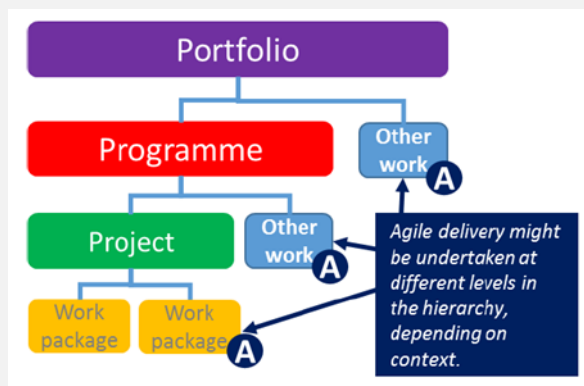 Portfolio
Programme
Other
work
A
Project
Other
work
A
Agile delivery might
be undertaken at
different levels in
the hierarchy,
depending on
context.
Work
package
Work
package
A